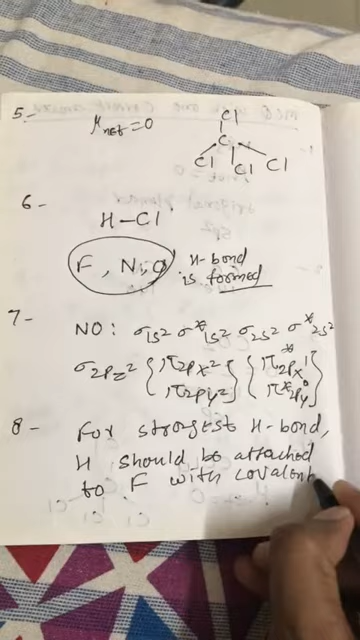 5- μnet=0
Cl
C
Cl Cl Cl
6-
H-Cl
F, N, O H-bond
is formed
7-
NO: σ1s² σ*1s² σ2s² σ*2s²
σ2pz² {π2px² π2py²} {π*2px¹ π*2py⁰}
8- For strongest H-bond,
H should be attached
to F with covalent